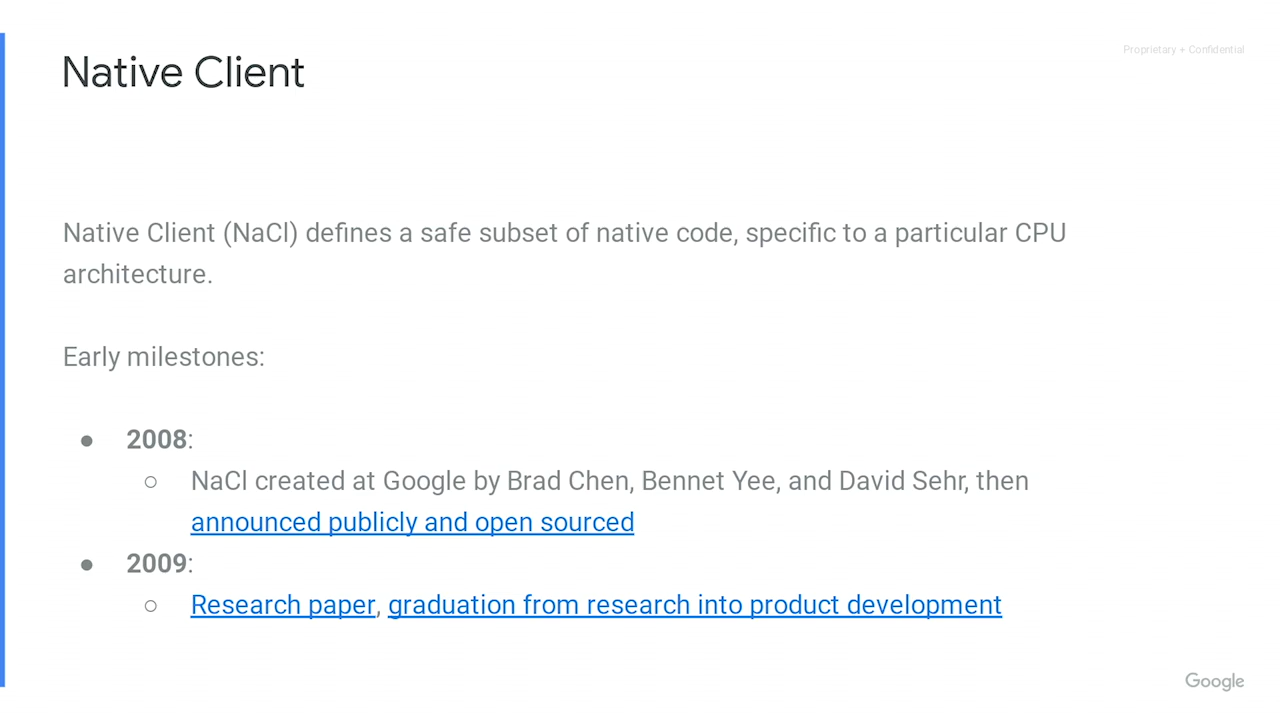 Proprietary + Confidential
Native Client
Native Client (NaCl) defines a safe subset of native code, specific to a particular CPU
architecture.
Early milestones:
● 2008:
○ NaCl created at Google by Brad Chen, Bennet Yee, and David Sehr, then
announced publicly and open sourced
● 2009:
○ Research paper, graduation from research into product development
Google